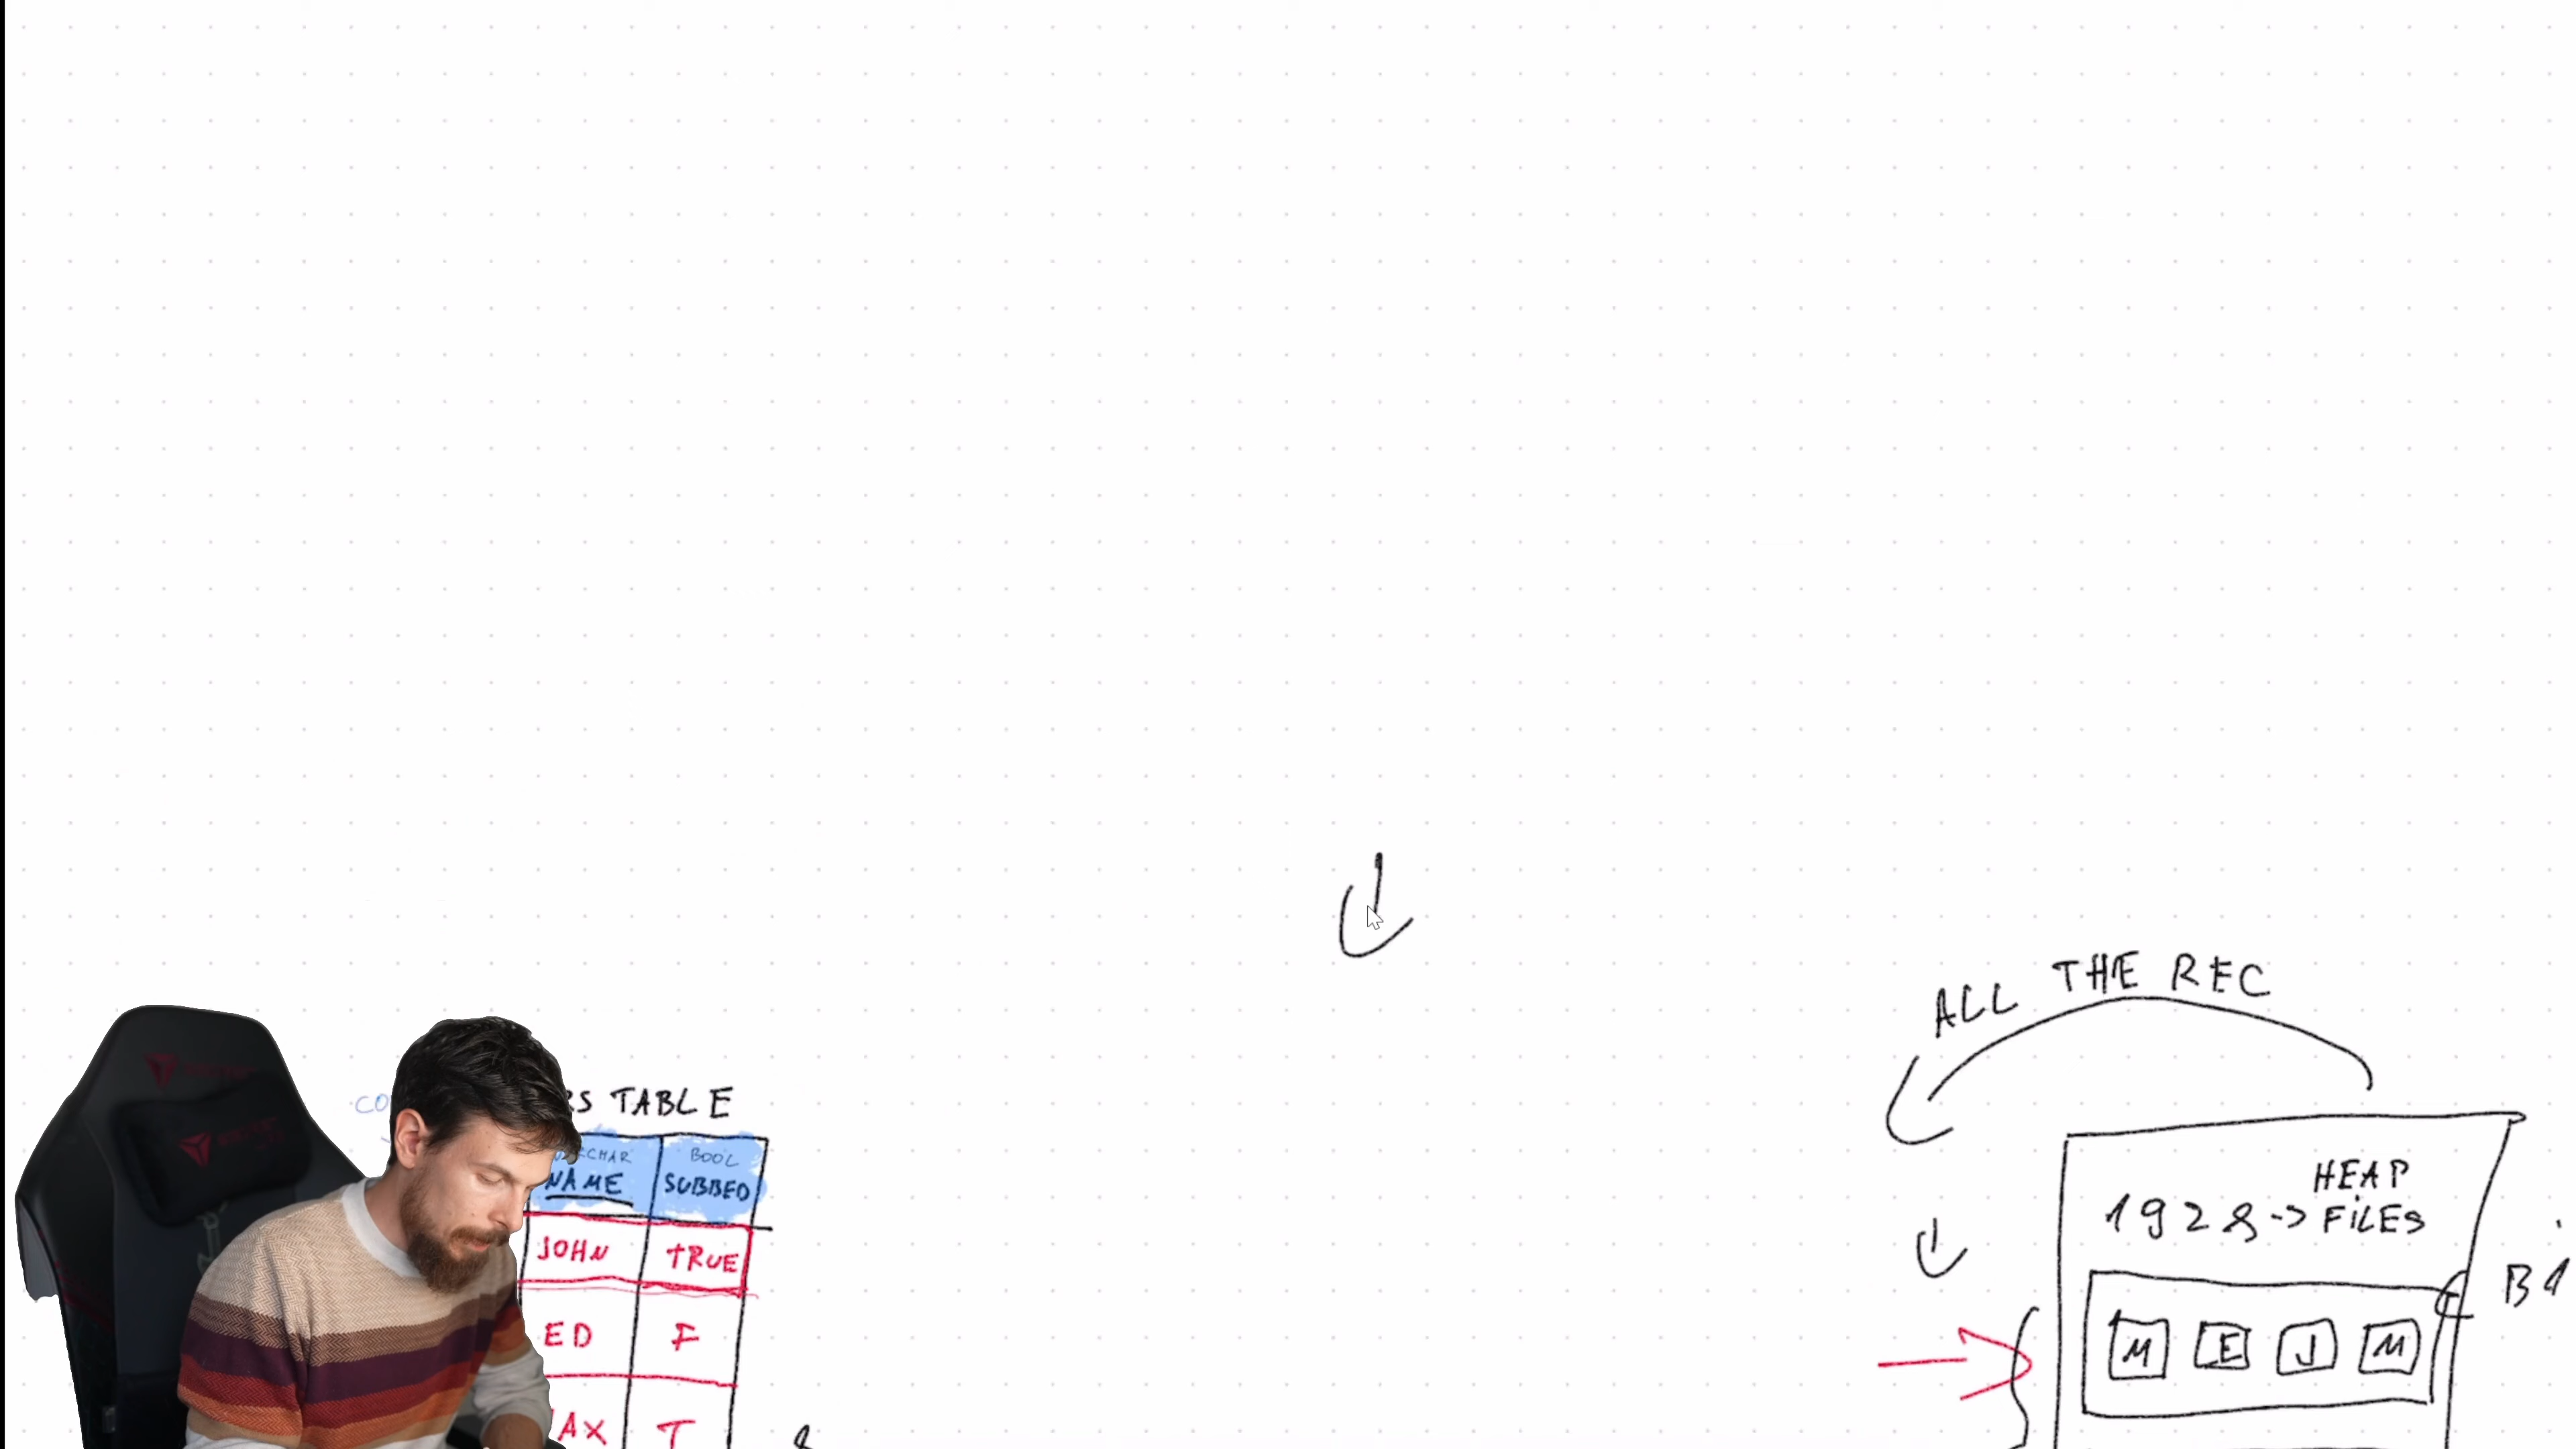 ALL THE REC
TABLE
BOOL
NAME
SUBBED
JOHN
TRUE
ED
F
T
HEAP
1928-> FILES
M E J M